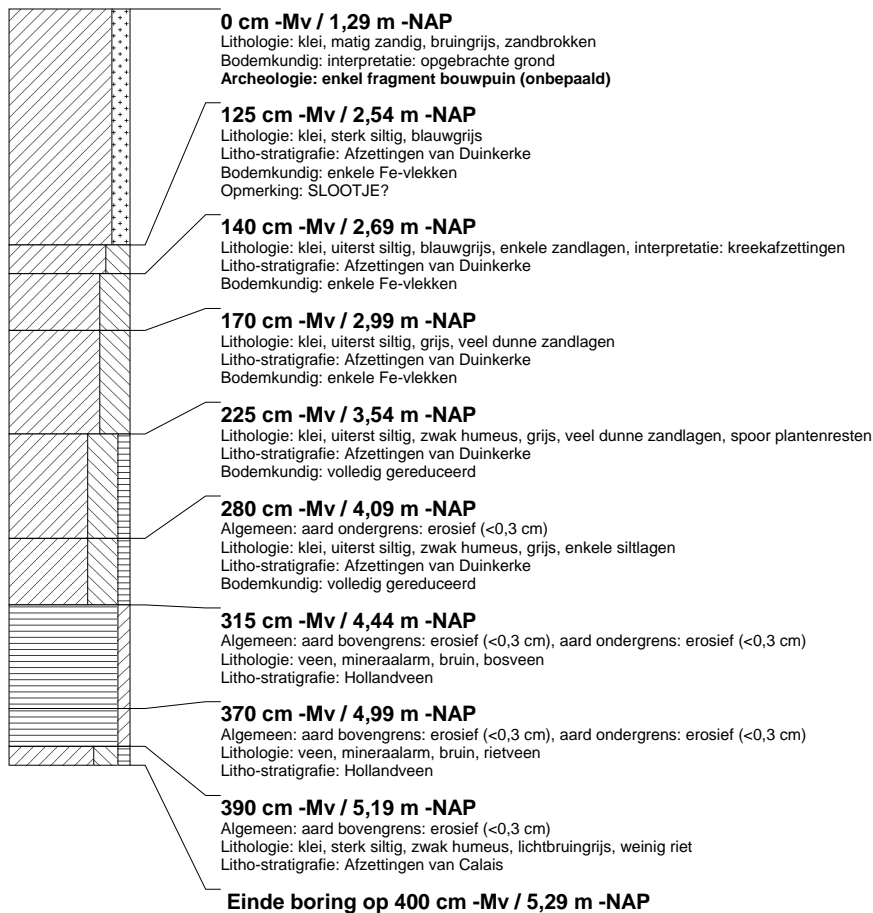 0 cm -Mv / 1,29 m -NAP
Lithologie: klei, matig zandig, bruingrijs, zandbrokken
Bodemkundig: interpretatie: opgebrachte grond
Archeologie: enkel fragment bouwpuin (onbepaald)
125 cm -Mv / 2,54 m -NAP
Lithologie: klei, sterk siltig, blauwgrijs
Litho-stratigrafie: Afzettingen van Duinkerke
Bodemkundig: enkele Fe-vlekken
Opmerking: SLOOTJE?
140 cm -Mv / 2,69 m -NAP
Lithologie: klei, uiterst siltig, blauwgrijs, enkele zandlagen, interpretatie: kreekafzettingen
Litho-stratigrafie: Afzettingen van Duinkerke
Bodemkundig: enkele Fe-vlekken
170 cm -Mv / 2,99 m -NAP
Lithologie: klei, uiterst siltig, grijs, veel dunne zandlagen
Litho-stratigrafie: Afzettingen van Duinkerke
Bodemkundig: enkele Fe-vlekken
225 cm -Mv / 3,54 m -NAP
Lithologie: klei, uiterst siltig, zwak humeus, grijs, veel dunne zandlagen, spoor plantenresten
Litho-stratigrafie: Afzettingen van Duinkerke
Bodemkundig: volledig gereduceerd
280 cm -Mv / 4,09 m -NAP
Algemeen: aard ondergrens: erosief (<0,3 cm)
Lithologie: klei, uiterst siltig, zwak humeus, grijs, enkele siltlagen
Litho-stratigrafie: Afzettingen van Duinkerke
Bodemkundig: volledig gereduceerd
315 cm -Mv / 4,44 m -NAP
Algemeen: aard bovengrens: erosief (<0,3 cm), aard ondergrens: erosief (<0,3 cm)
Lithologie: veen, mineraalarm, bruin, bosveen
Litho-stratigrafie: Hollandveen
370 cm -Mv / 4,99 m -NAP
Algemeen: aard bovengrens: erosief (<0,3 cm), aard ondergrens: erosief (<0,3 cm)
Lithologie: veen, mineraalarm, bruin, rietveen
Litho-stratigrafie: Hollandveen
390 cm -Mv / 5,19 m -NAP
Algemeen: aard bovengrens: erosief (<0,3 cm)
Lithologie: klei, sterk siltig, zwak humeus, lichtbruingrijs, weinig riet
Litho-stratigrafie: Afzettingen van Calais
Einde boring op 400 cm -Mv / 5,29 m -NAP